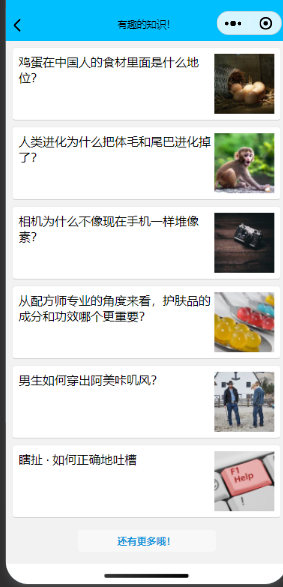 有趣的知识!
鸡蛋在中国人的食材里面是什么地
位?
人类进化为什么把体毛和尾巴进化掉
了?
相机为什么不像现在手机一样堆像
素?
从配方师专业的角度来看，护肤品的
成分和功效哪个更重要?
男生如何穿出阿美咔叽风?
瞎扯 · 如何正确地吐槽
F1
Help
还有更多哦!